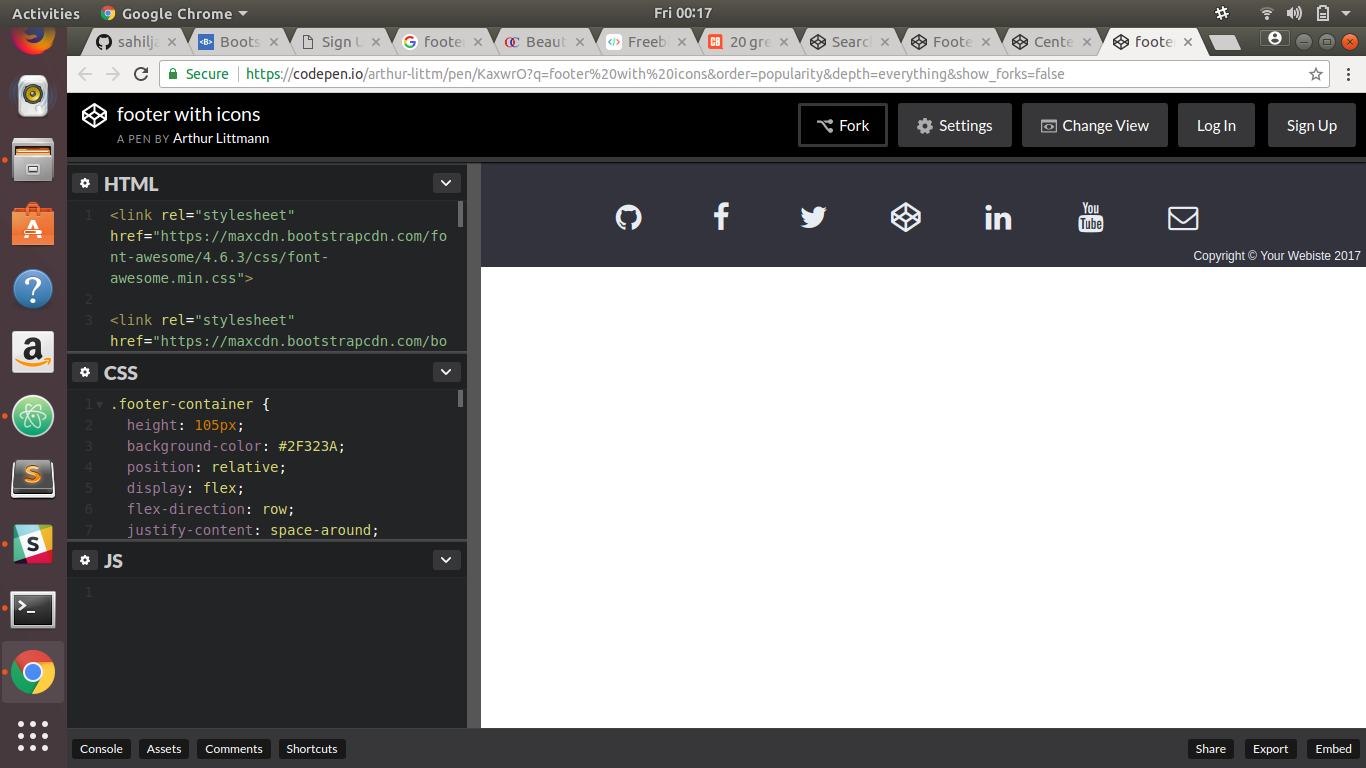 Activities Google Chrome Fri 00:17
sahilja Boots Sign U footer Beaut Freeb 20 gre Searc Foote Cente footer
Secure https://codepen.io/arthur-littm/pen/KaxwrO?q=footer%20with%20icons&order=popularity&depth=everything&show_forks=false
footer with icons
A PEN BY Arthur Littmann
Fork Settings Change View Log In Sign Up
HTML
1 <link rel="stylesheet"
href="https://maxcdn.bootstrapcdn.com/fo
nt-awesome/4.6.3/css/font-
awesome.min.css">
2
3 <link rel="stylesheet"
href="https://maxcdn.bootstrapcdn.com/bo
CSS
1 .footer-container {
2 height: 105px;
3 background-color: #2F323A;
4 position: relative;
5 display: flex;
6 flex-direction: row;
7 justify-content: space-around;
JS
1
You
Tube
Copyright © Your Webiste 2017
Console Assets Comments Shortcuts Share Export Embed